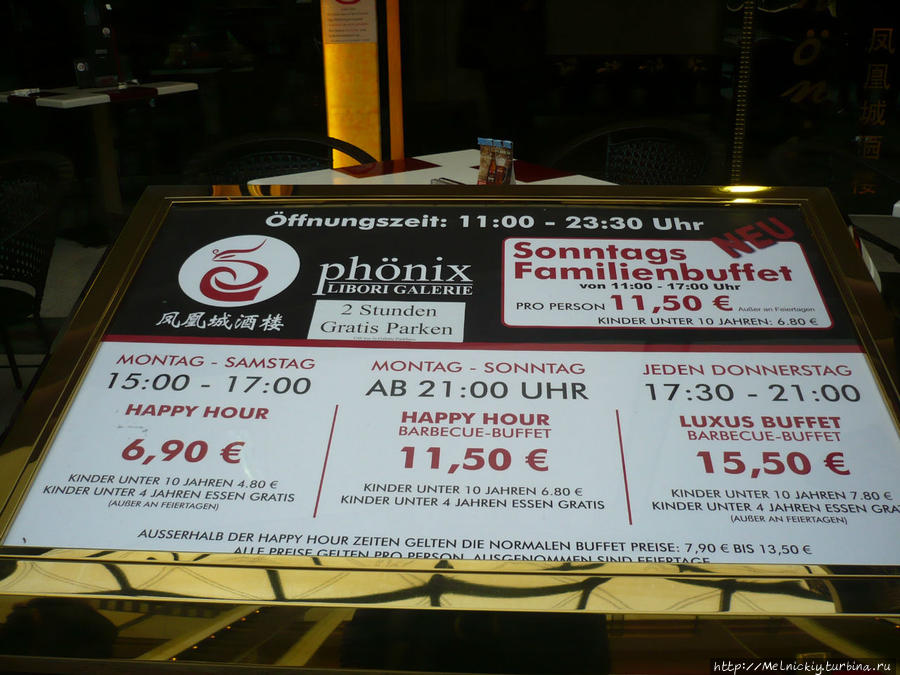 Öffnungszeit: 11:00 - 23:30 Uhr
phönix
LIBORI GALERIE
凤凰城酒楼
2 Stunden
Gratis Parken
NEU
Sonntags
Familienbuffet
von 11:00 - 17:00 Uhr
PRO PERSON 11,50 € Außer an Feiertagen
KINDER UNTER 10 JAHREN: 6.80 €
MONTAG - SAMSTAG
15:00 - 17:00
HAPPY HOUR
6,90 €
KINDER UNTER 10 JAHREN 4.80 €
KINDER UNTER 4 JAHREN ESSEN GRATIS
(AUßER AN FEIERTAGEN)
MONTAG - SONNTAG
AB 21:00 UHR
HAPPY HOUR
BARBECUE-BUFFET
11,50 €
KINDER UNTER 10 JAHREN 6.80 €
KINDER UNTER 4 JAHREN ESSEN GRATIS
JEDEN DONNERSTAG
17:30 - 21:00
LUXUS BUFFET
BARBECUE-BUFFET
15,50 €
KINDER UNTER 10 JAHREN 7.80 €
KINDER UNTER 4 JAHREN ESSEN GRA
(AUßER AN FEIERTAGEN)
AUSSERHALB DER HAPPY HOUR ZEITEN GELTEN DIE NORMALEN BUFFET PREISE: 7,90 € BIS 13,50 €
ALLE PREISE GELTEN PRO PERSON, AUSGENOMMEN SIND FEIERTAGE
凤凰城酒楼
http://Melnickiy.turbina.ru